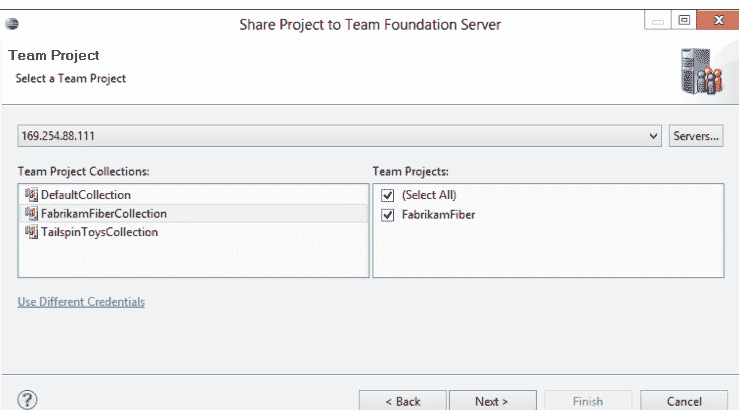 Share Project to Team Foundation Server
Team Project
Select a Team Project
169.254.88.111
Servers...
Team Project Collections:
Team Projects:
DefaultCollection
(Select All)
FabrikamFiberCollection
FabrikamFiber
TailspinToysCollection
Use Different Credentials
?
< Back
Next >
Finish
Cancel